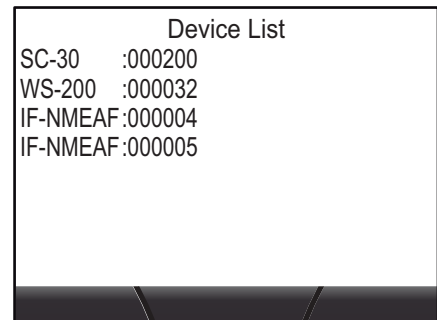 Device List
SC-30 :000200
WS-200 :000032
IF-NMEAF:000004
IF-NMEAF:000005